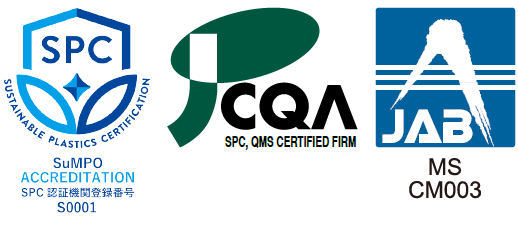 SPC
SUSTAINABLE PLASTICS CERTIFICATION
SuMPO
ACCREDITATION
SPC 認証機関登録番号
S0001
JCQA
SPC, QMS CERTIFIED FIRM
JAB
MS
CM003